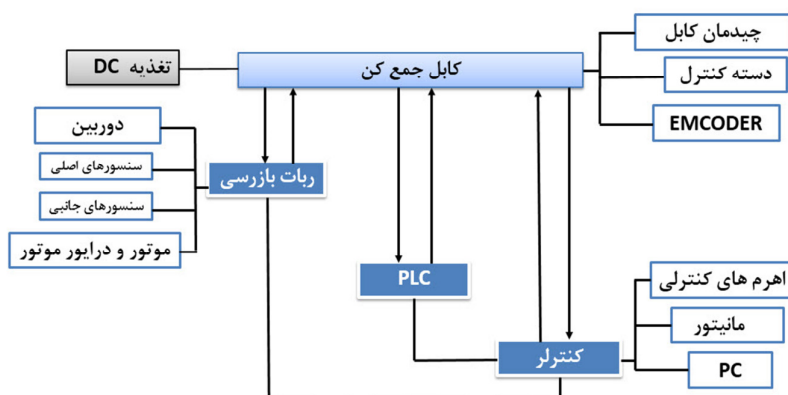 چیدمان کابل
کابل جمع کن
تغذیه DC
دسته کنترل
EMCODER
دوربین
سنسورهای اصلی
ربات بازرسی
سنسورهای جانبی
موتور و درایور موتور
PLC
اهرم های کنترلی
مانیتور
کنترلر
PC